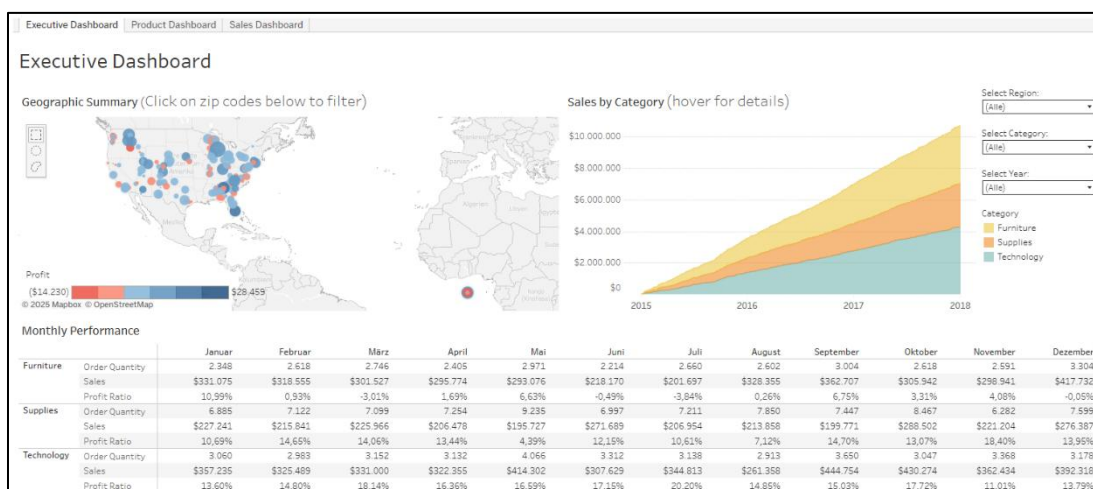 Executive Dashboard Product Dashboard Sales Dashboard
Executive Dashboard
Geographic Summary (Click on zip codes below to filter)
Mexico
Spanien
Algerien
Libyen
Profit
($14.230) $28.459
© 2025 Mapbox © OpenStreetMap
Sales by Category (hover for details)
$10.000.000
$8.000.000
$6.000.000
$4.000.000
$2.000.000
$0
2015 2016 2017 2018
Select Region:
(Alle)
Select Category:
(Alle)
Select Year:
(Alle)
Category
Furniture
Supplies
Technology
Monthly Performance
Januar Februar März April Mai Juni Juli August September Oktober November Dezember
Furniture Order Quantity 2.348 2.618 2.746 2.405 2.971 2.214 2.660 2.602 3.004 2.618 2.591 3.304
Sales $331.075 $318.555 $301.527 $295.774 $293.076 $218.170 $201.697 $328.355 $362.707 $305.942 $298.941 $417.732
Profit Ratio 10,99% 0,93% -3,01% 1,69% 6,63% -0,49% -3,84% 0,26% 6,75% 3,31% 4,08% -0,05%
Supplies Order Quantity 6.885 7.122 7.099 7.254 9.235 6.997 7.211 7.850 7.447 8.467 6.282 7.599
Sales $227.241 $215.841 $225.966 $206.478 $195.727 $271.689 $206.954 $213.858 $199.771 $288.502 $221.204 $276.387
Profit Ratio 10,69% 14,65% 14,06% 13,44% 4,39% 12,15% 10,61% 7,12% 14,70% 13,07% 18,40% 13,95%
Technology Order Quantity 3.060 2.983 3.152 3.132 4.066 3.312 3.138 2.913 3.650 3.047 3.368 3.178
Sales $357.235 $325.489 $331.000 $322.355 $414.302 $307.629 $344.813 $261.358 $444.754 $430.274 $362.434 $392.318
Profit Ratio 13,60% 14,80% 18,14% 16,36% 16,59% 17,15% 20,20% 14,85% 15,03% 17,72% 11,01% 13,79%